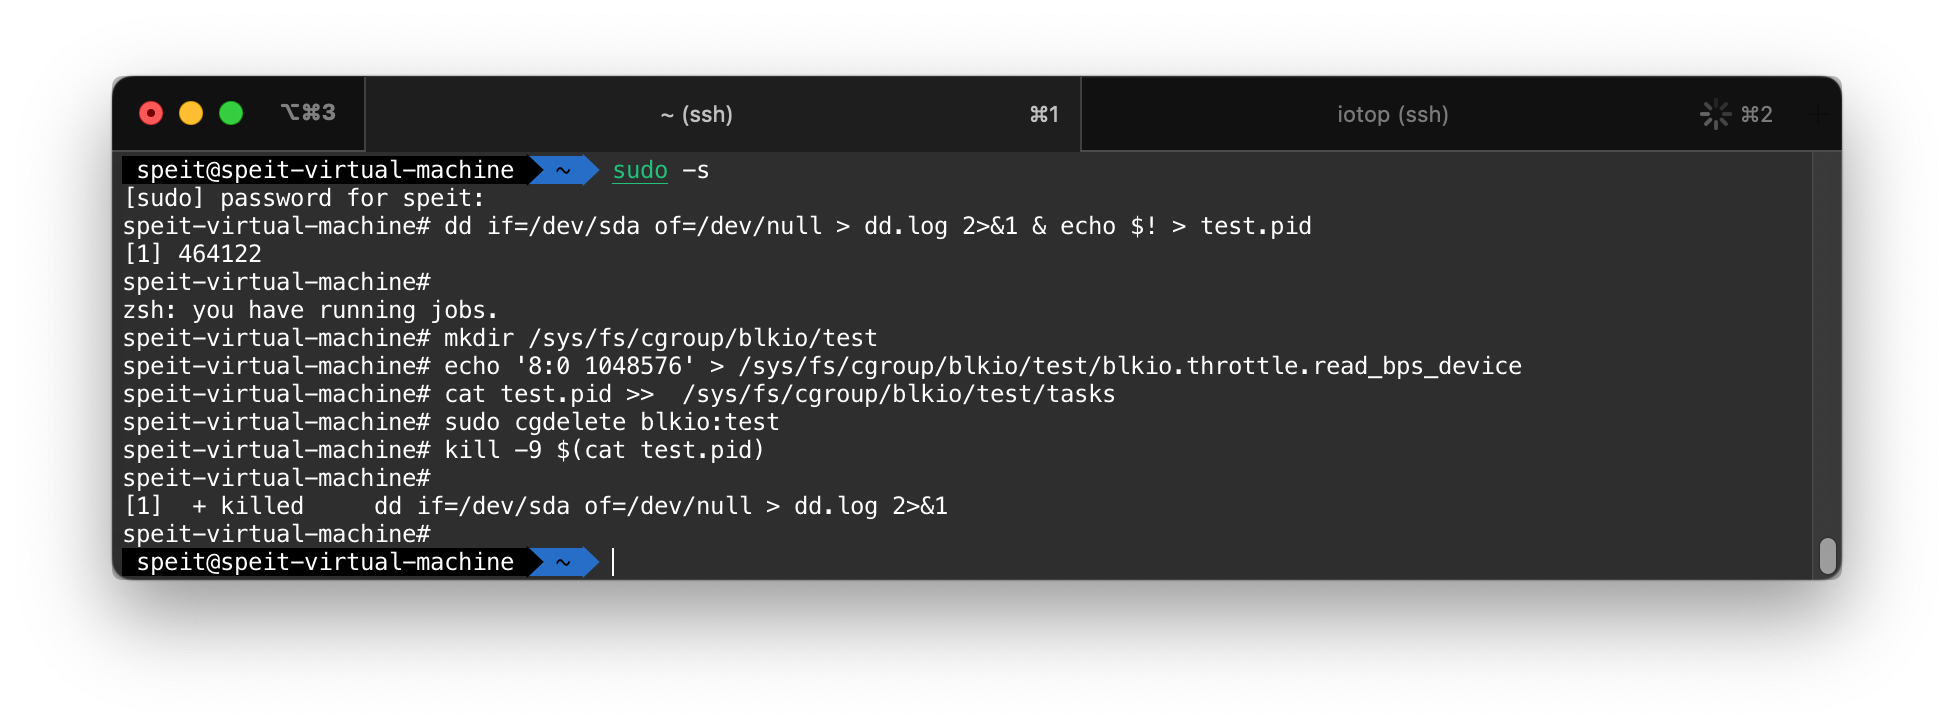 ⌥⌘3
~ (ssh)
⌘1
iotop (ssh)
⌘2
speit@speit-virtual-machine ~ sudo -s
[sudo] password for speit:
speit-virtual-machine# dd if=/dev/sda of=/dev/null > dd.log 2>&1 & echo $! > test.pid
[1] 464122
speit-virtual-machine#
zsh: you have running jobs.
speit-virtual-machine# mkdir /sys/fs/cgroup/blkio/test
speit-virtual-machine# echo '8:0 1048576' > /sys/fs/cgroup/blkio/test/blkio.throttle.read_bps_device
speit-virtual-machine# cat test.pid >>  /sys/fs/cgroup/blkio/test/tasks
speit-virtual-machine# sudo cgdelete blkio:test
speit-virtual-machine# kill -9 $(cat test.pid)
speit-virtual-machine#
[1]  + killed     dd if=/dev/sda of=/dev/null > dd.log 2>&1
speit-virtual-machine#
speit@speit-virtual-machine ~